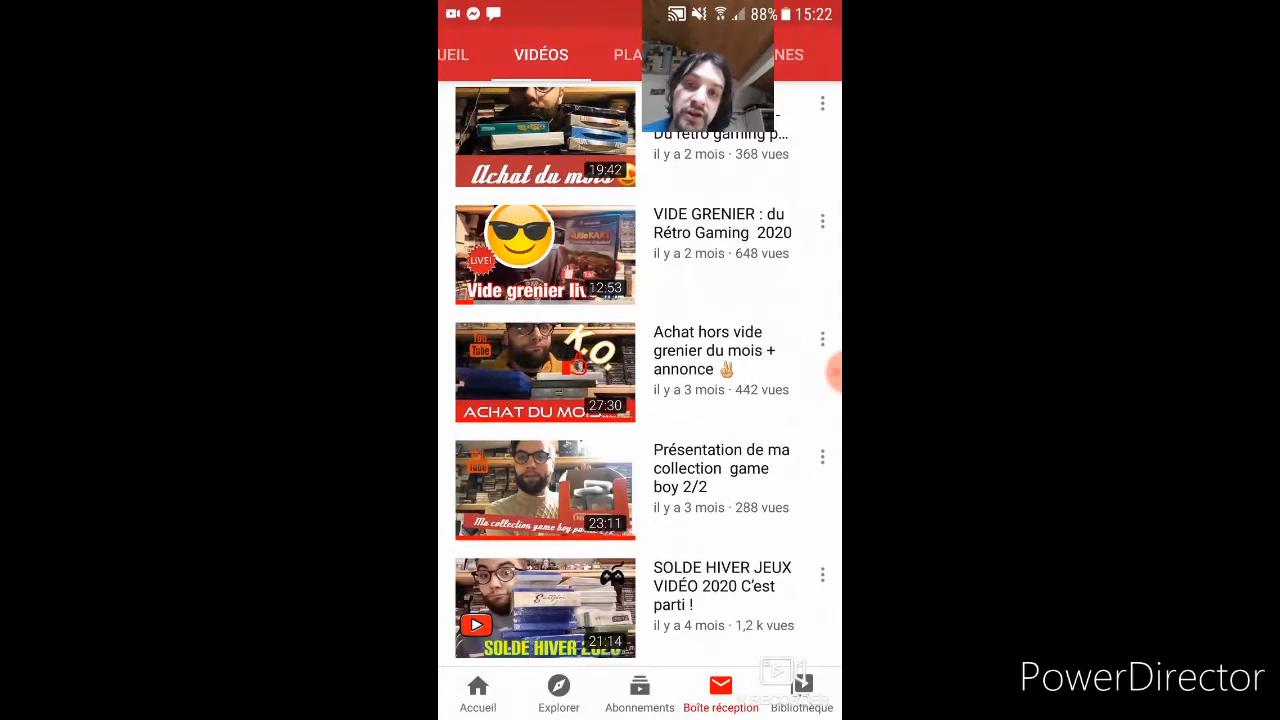 88% 15:22
UEIL VIDÉOS PLA NES
Du rétro gaming p...
il y a 2 mois · 368 vues
Achat du mois
19:42
VIDE GRENIER : du
Rétro Gaming 2020
il y a 2 mois · 648 vues
LIVE!
Vide grenier liv
12:53
Achat hors vide
grenier du mois +
annonce ✌🏼
il y a 3 mois · 442 vues
You
Tube
K.O.
ACHAT DU MOIS
27:30
Présentation de ma
collection game
boy 2/2
il y a 3 mois · 288 vues
Tube
Ma collection game boy
23:11
SOLDE HIVER JEUX
VIDÉO 2020 C'est
parti !
il y a 4 mois · 1,2 k vues
SOLDE HIVER 2020
21:14
Accueil Explorer Abonnements Boîte réception Bibliothèque
PowerDirector